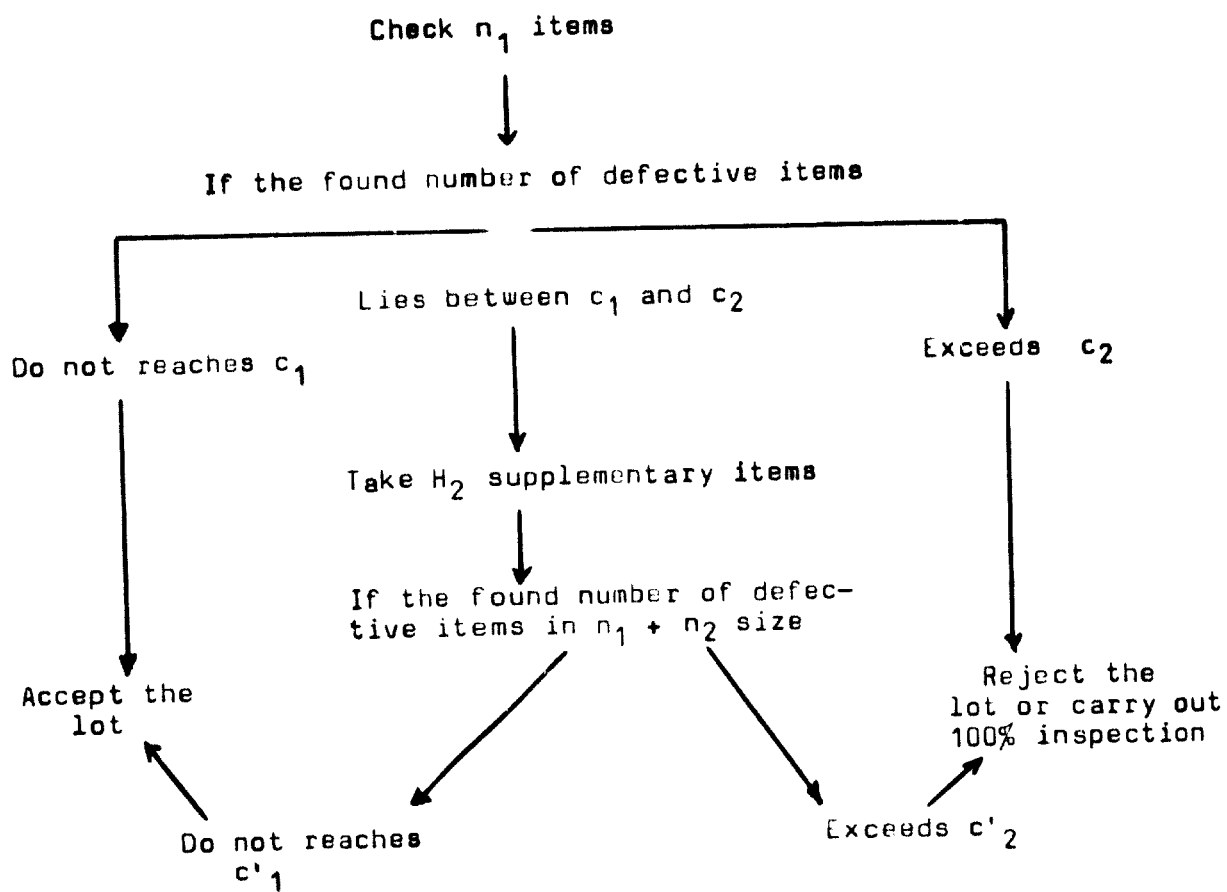 Check n₁ items
If the found number of defective items
Lies between c₁ and c₂
Do not reaches c₁
Exceeds c₂
Take H₂ supplementary items
If the found number of defec-
tive items in n₁ + n₂ size
Accept the
lot
Reject the
lot or carry out
100% inspection
Do not reaches
c'₁
Exceeds c'₂